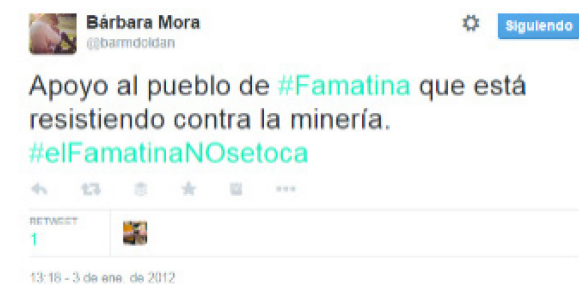 Bárbara Mora
@barmdoldan
Siguiendo
Apoyo al pueblo de #Famatina que está
resistiendo contra la minería.
#elFamatinaNOsetoca
RETWEET
1
13:18 - 3 de ene. de 2012